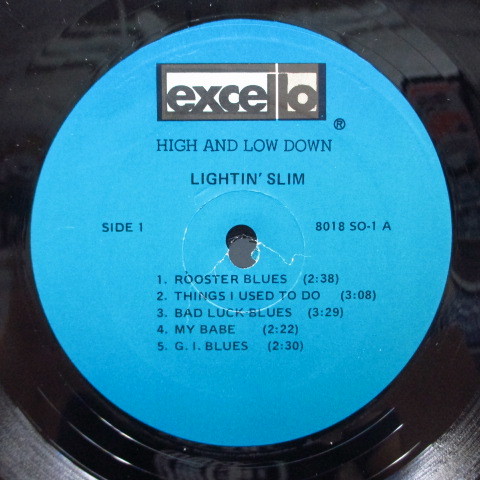 excello
®
HIGH AND LOW DOWN
LIGHTIN' SLIM
SIDE 1 8018 SO-1 A
1. ROOSTER BLUES (2:38)
2. THINGS I USED TO DO (3:08)
3. BAD LUCK BLUES (3:29)
4. MY BABE (2:22)
5. G. I. BLUES (2:30)